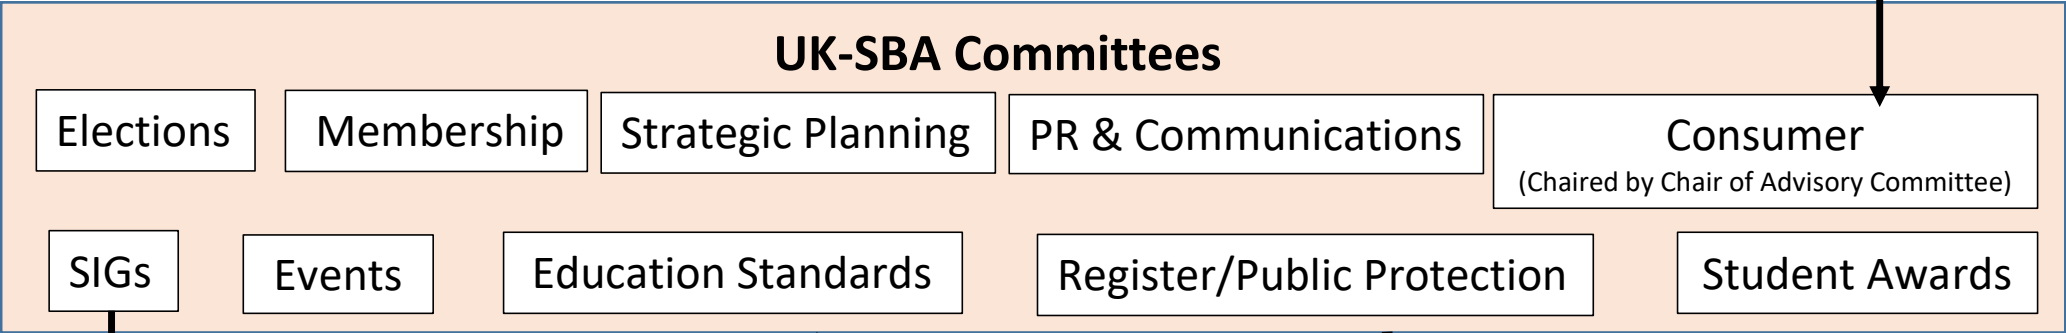 UK-SBA Committees
Elections
Membership
Strategic Planning
PR & Communications
Consumer
(Chaired by Chair of Advisory Committee)
SIGs
Events
Education Standards
Register/Public Protection
Student Awards